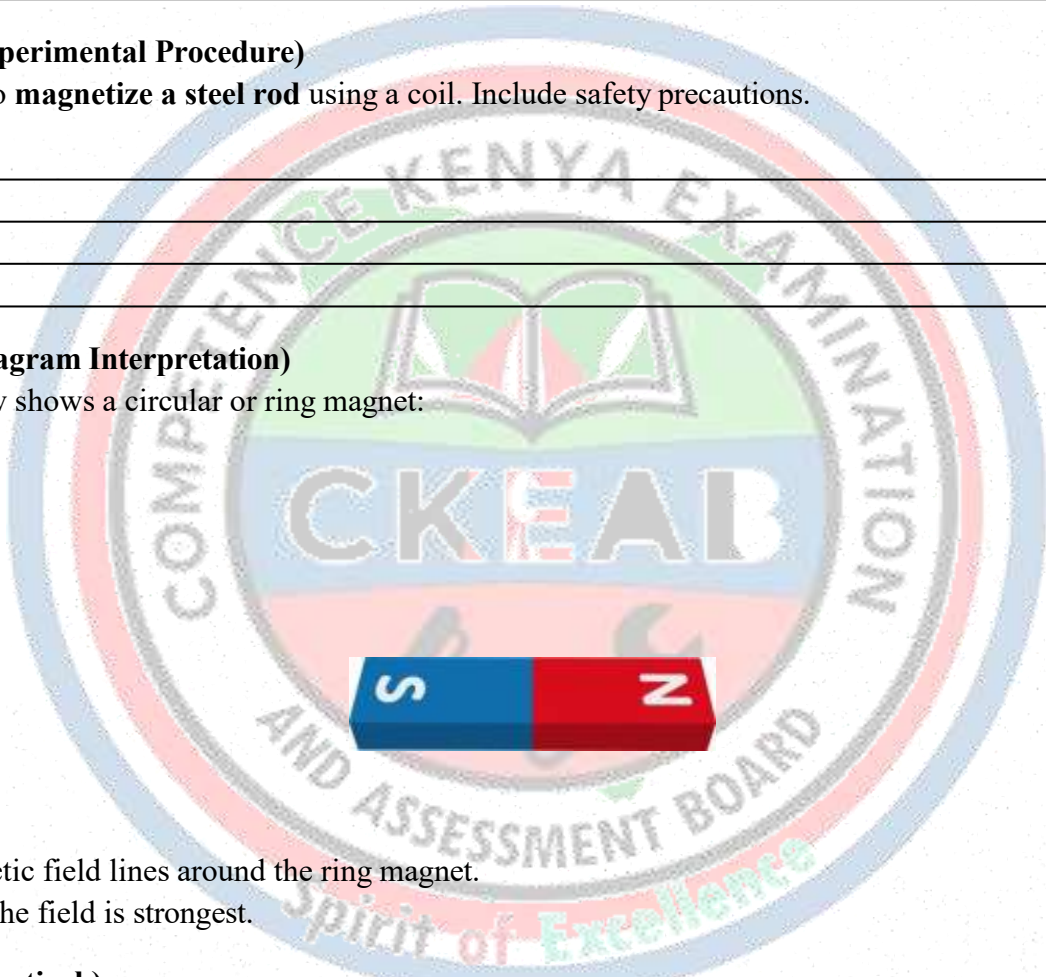 perimental Procedure)
o magnetize a steel rod using a coil. Include safety precautions.
COMPETENCE KENYA EXAMINATION
AND ASSESSMENT BOARD
agram Interpretation)
y shows a circular or ring magnet:
CKEAB
S N
etic field lines around the ring magnet.
he field is strongest.
Spirit of Excellence